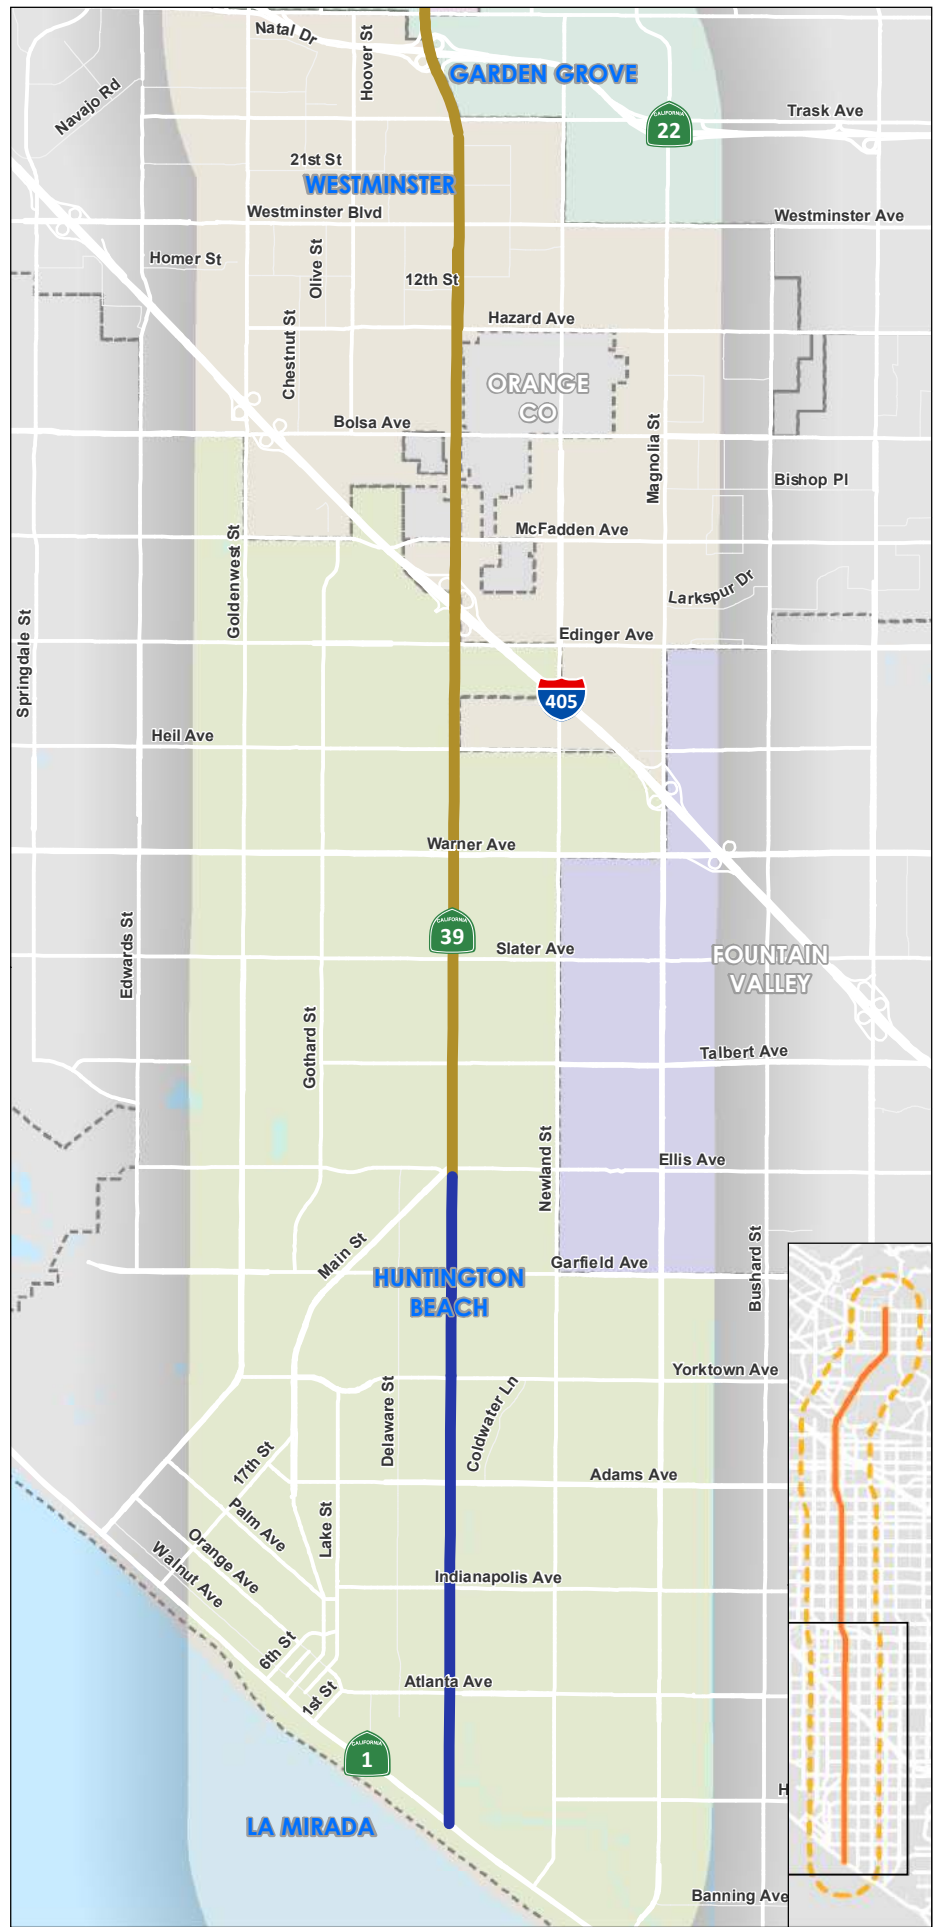 Natal Dr
Hoover St
GARDEN GROVE
Navajo Rd
Trask Ave
CALIFORNIA
22
21st St
WESTMINSTER
Westminster Blvd
Westminster Ave
Homer St
Olive St
12th St
Hazard Ave
Chestnut St
ORANGE
CO
Bolsa Ave
Magnolia St
Bishop Pl
McFadden Ave
Goldenwest St
Larkspur Dr
Springdale St
Edinger Ave
405
Heil Ave
Warner Ave
CALIFORNIA
39
Slater Ave
Edwards St
FOUNTAIN
VALLEY
Gothard St
Talbert Ave
Newland St
Ellis Ave
Main St
Garfield Ave
Bushard St
HUNTINGTON
BEACH
Yorktown Ave
Delaware St
Coldwater Ln
17th St
Adams Ave
Palm Ave
Lake St
Orange Ave
Walnut Ave
Indianapolis Ave
6th St
1st St
Atlanta Ave
CALIFORNIA
1
H
LA MIRADA
Banning Ave